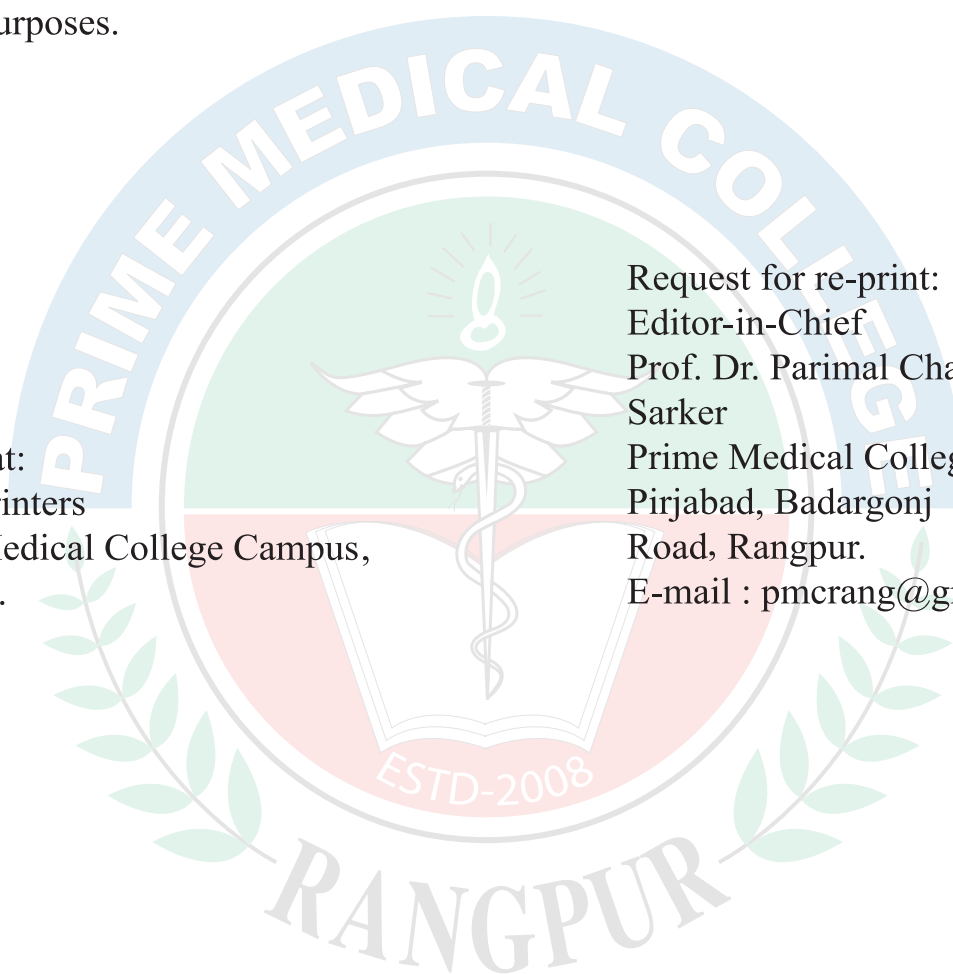 urposes.
PRIME MEDICAL COLLEGE
at:
rinters
Medical College Campus,
.
Request for re-print:
Editor-in-Chief
Prof. Dr. Parimal Cha
Sarker
Prime Medical Colleg
Pirjabad, Badargonj
Road, Rangpur.
E-mail : pmcrang@g
ESTD-2008
RANGPUR